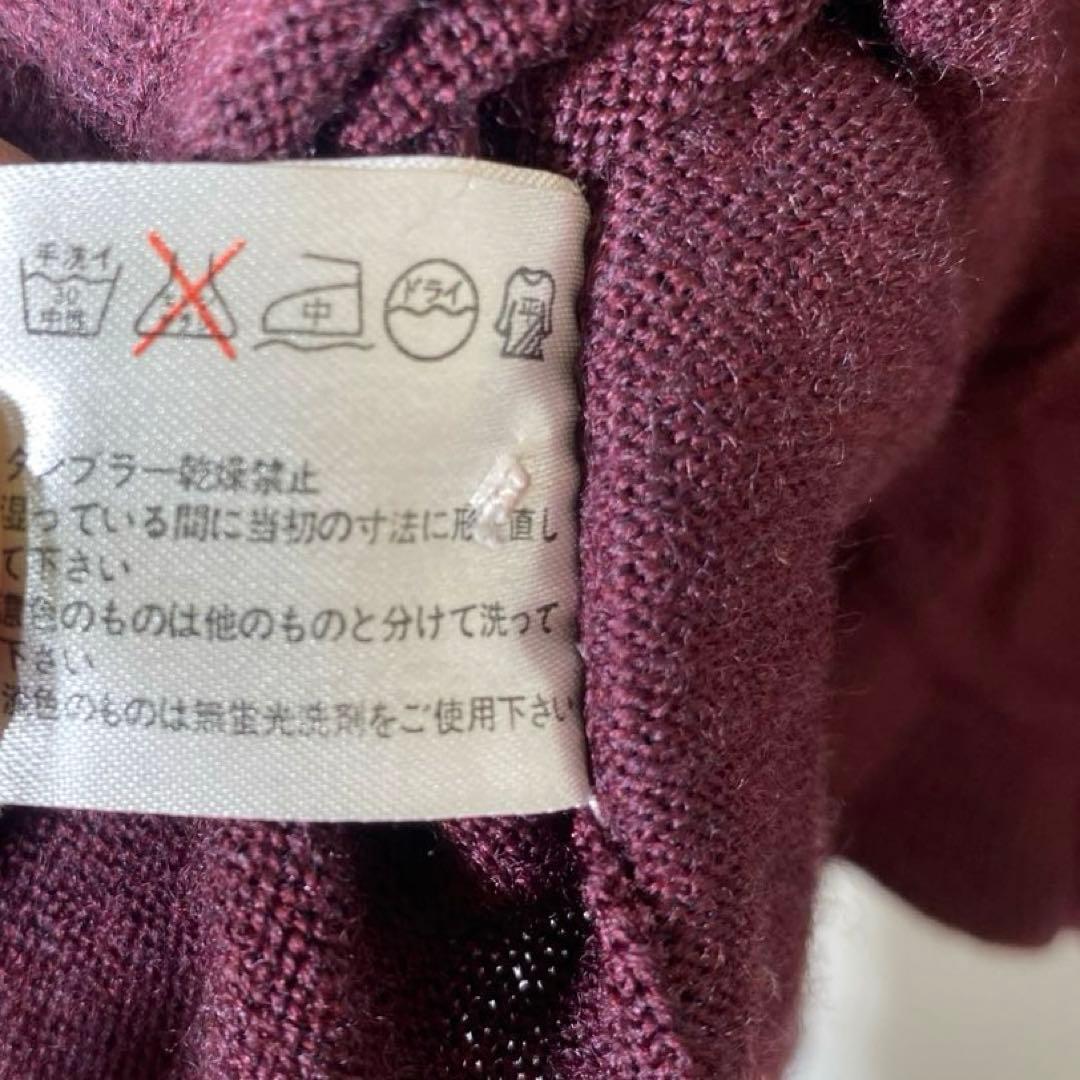 手洗イ
30
中性
中
ドライ
平
タンブラー乾燥禁止
湿っている間に当初の寸法に形 直し
て下さい
濃色のものは他のものと分けて洗って
下さい
淡色のものは無蛍光洗剤をご使用下さい